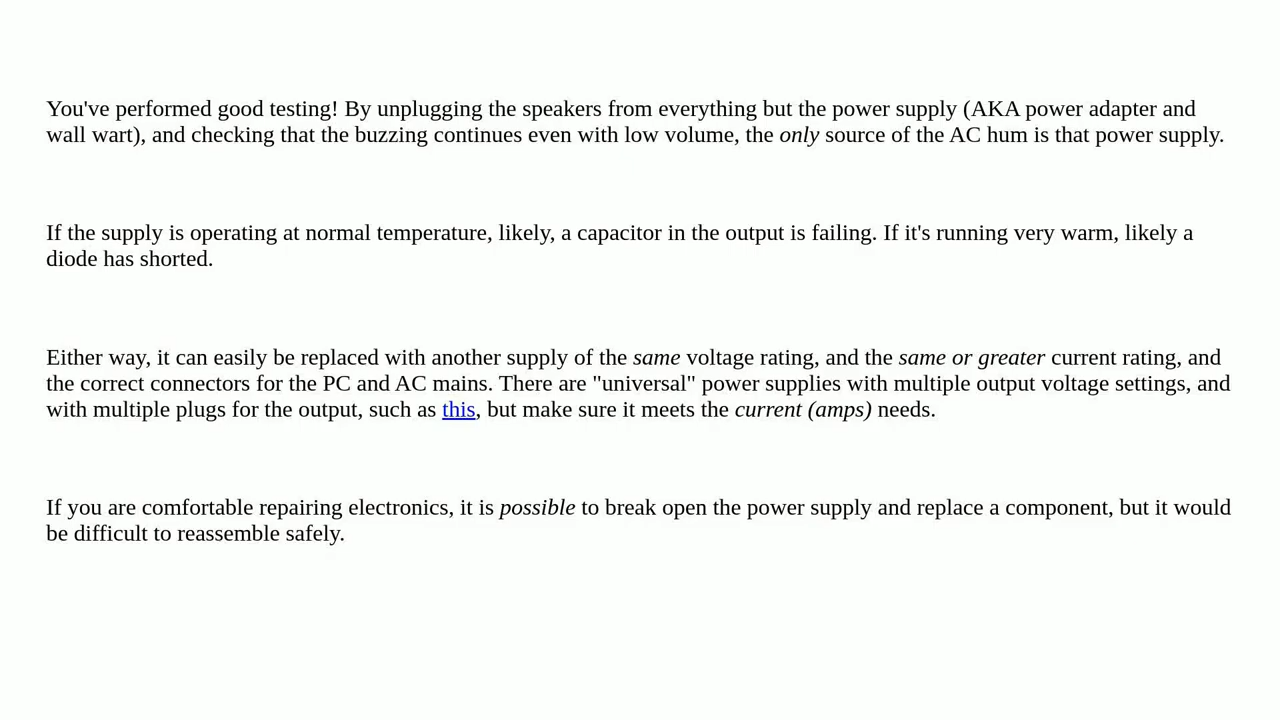 You've performed good testing! By unplugging the speakers from everything but the power supply (AKA power adapter and
wall wart), and checking that the buzzing continues even with low volume, the only source of the AC hum is that power supply.
If the supply is operating at normal temperature, likely, a capacitor in the output is failing. If it's running very warm, likely a
diode has shorted.
Either way, it can easily be replaced with another supply of the same voltage rating, and the same or greater current rating, and
the correct connectors for the PC and AC mains. There are "universal" power supplies with multiple output voltage settings, and
with multiple plugs for the output, such as this, but make sure it meets the current (amps) needs.
If you are comfortable repairing electronics, it is possible to break open the power supply and replace a component, but it would
be difficult to reassemble safely.